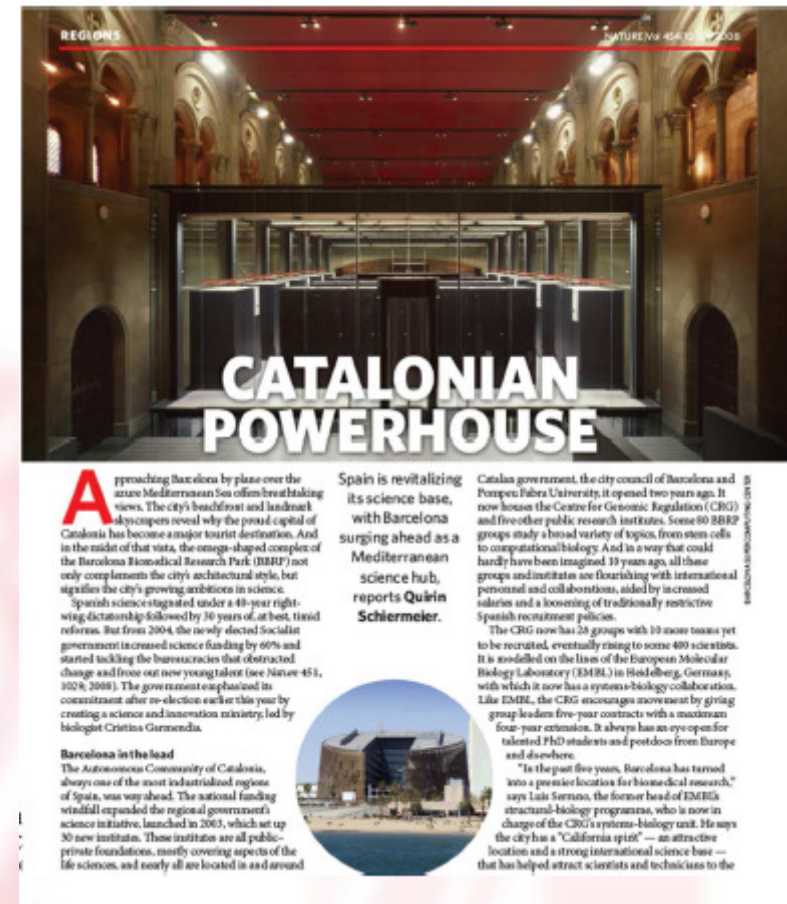 REGIONS
NATURE|Vol 454|10 July 2008
CATALONIAN
POWERHOUSE
Approaching Barcelona by plane over the
azure Mediterranean Sea offers breathtaking
views. The city's beachfront and landmark
skyscrapers reveal why the proud capital of
Catalonia has become a major tourist destination. And
in the midst of that vista, the omega-shaped complex of
the Barcelona Biomedical Research Park (BBRP) not
only complements the city's architectural style, but
signifies the city's growing ambitions in science.
Spanish science stagnated under a 40-year right-
wing dictatorship followed by 30 years of, at best, timid
reforms. But from 2004, the newly elected Socialist
government increased science funding by 60% and
started tackling the bureaucracies that obstructed
change and froze out new young talent (see Nature 451,
1029; 2008). The government emphasized its
commitment after re-election earlier this year by
creating a science and innovation ministry, led by
biologist Cristina Garmendia.
Barcelona in the lead
The Autonomous Community of Catalonia,
always one of the most industrialized regions
of Spain, was way ahead. The national funding
windfall expanded the regional government's
science initiative, launched in 2003, which set up
30 new institutes. These institutes are all public–
private foundations, mostly covering aspects of the
life sciences, and nearly all are located in and around
Spain is revitalizing
its science base,
with Barcelona
surging ahead as a
Mediterranean
science hub,
reports Quirin
Schiermeier.
Catalan government, the city council of Barcelona and
Pompeu Fabra University, it opened two years ago. It
now houses the Centre for Genomic Regulation (CRG)
and five other public research institutes. Some 80 BBRP
groups study a broad variety of topics, from stem cells
to computational biology. And in a way that could
hardly have been imagined 10 years ago, all these
groups and institutes are flourishing with international
personnel and collaborations, aided by increased
salaries and a loosening of traditionally restrictive
Spanish recruitment policies.
The CRG now has 28 groups with 10 more teams yet
to be recruited, eventually rising to some 400 scientists.
It is modelled on the lines of the European Molecular
Biology Laboratory (EMBL) in Heidelberg, Germany,
with which it now has a systems-biology collaboration.
Like EMBL, the CRG encourages movement by giving
group leaders five-year contracts with a maximum
four-year extension. It always has an eye open for
talented PhD students and postdocs from Europe
and elsewhere.
"In the past five years, Barcelona has turned
into a premier location for biomedical research,"
says Luis Serrano, the former head of EMBL's
structural-biology programme, who is now in
charge of the CRG's systems-biology unit. He says
the city has a "California spirit" — an attractive
location and a strong international science base —
that has helped attract scientists and technicians to the
BARCELONA SUPERCOMPUTING CENTER